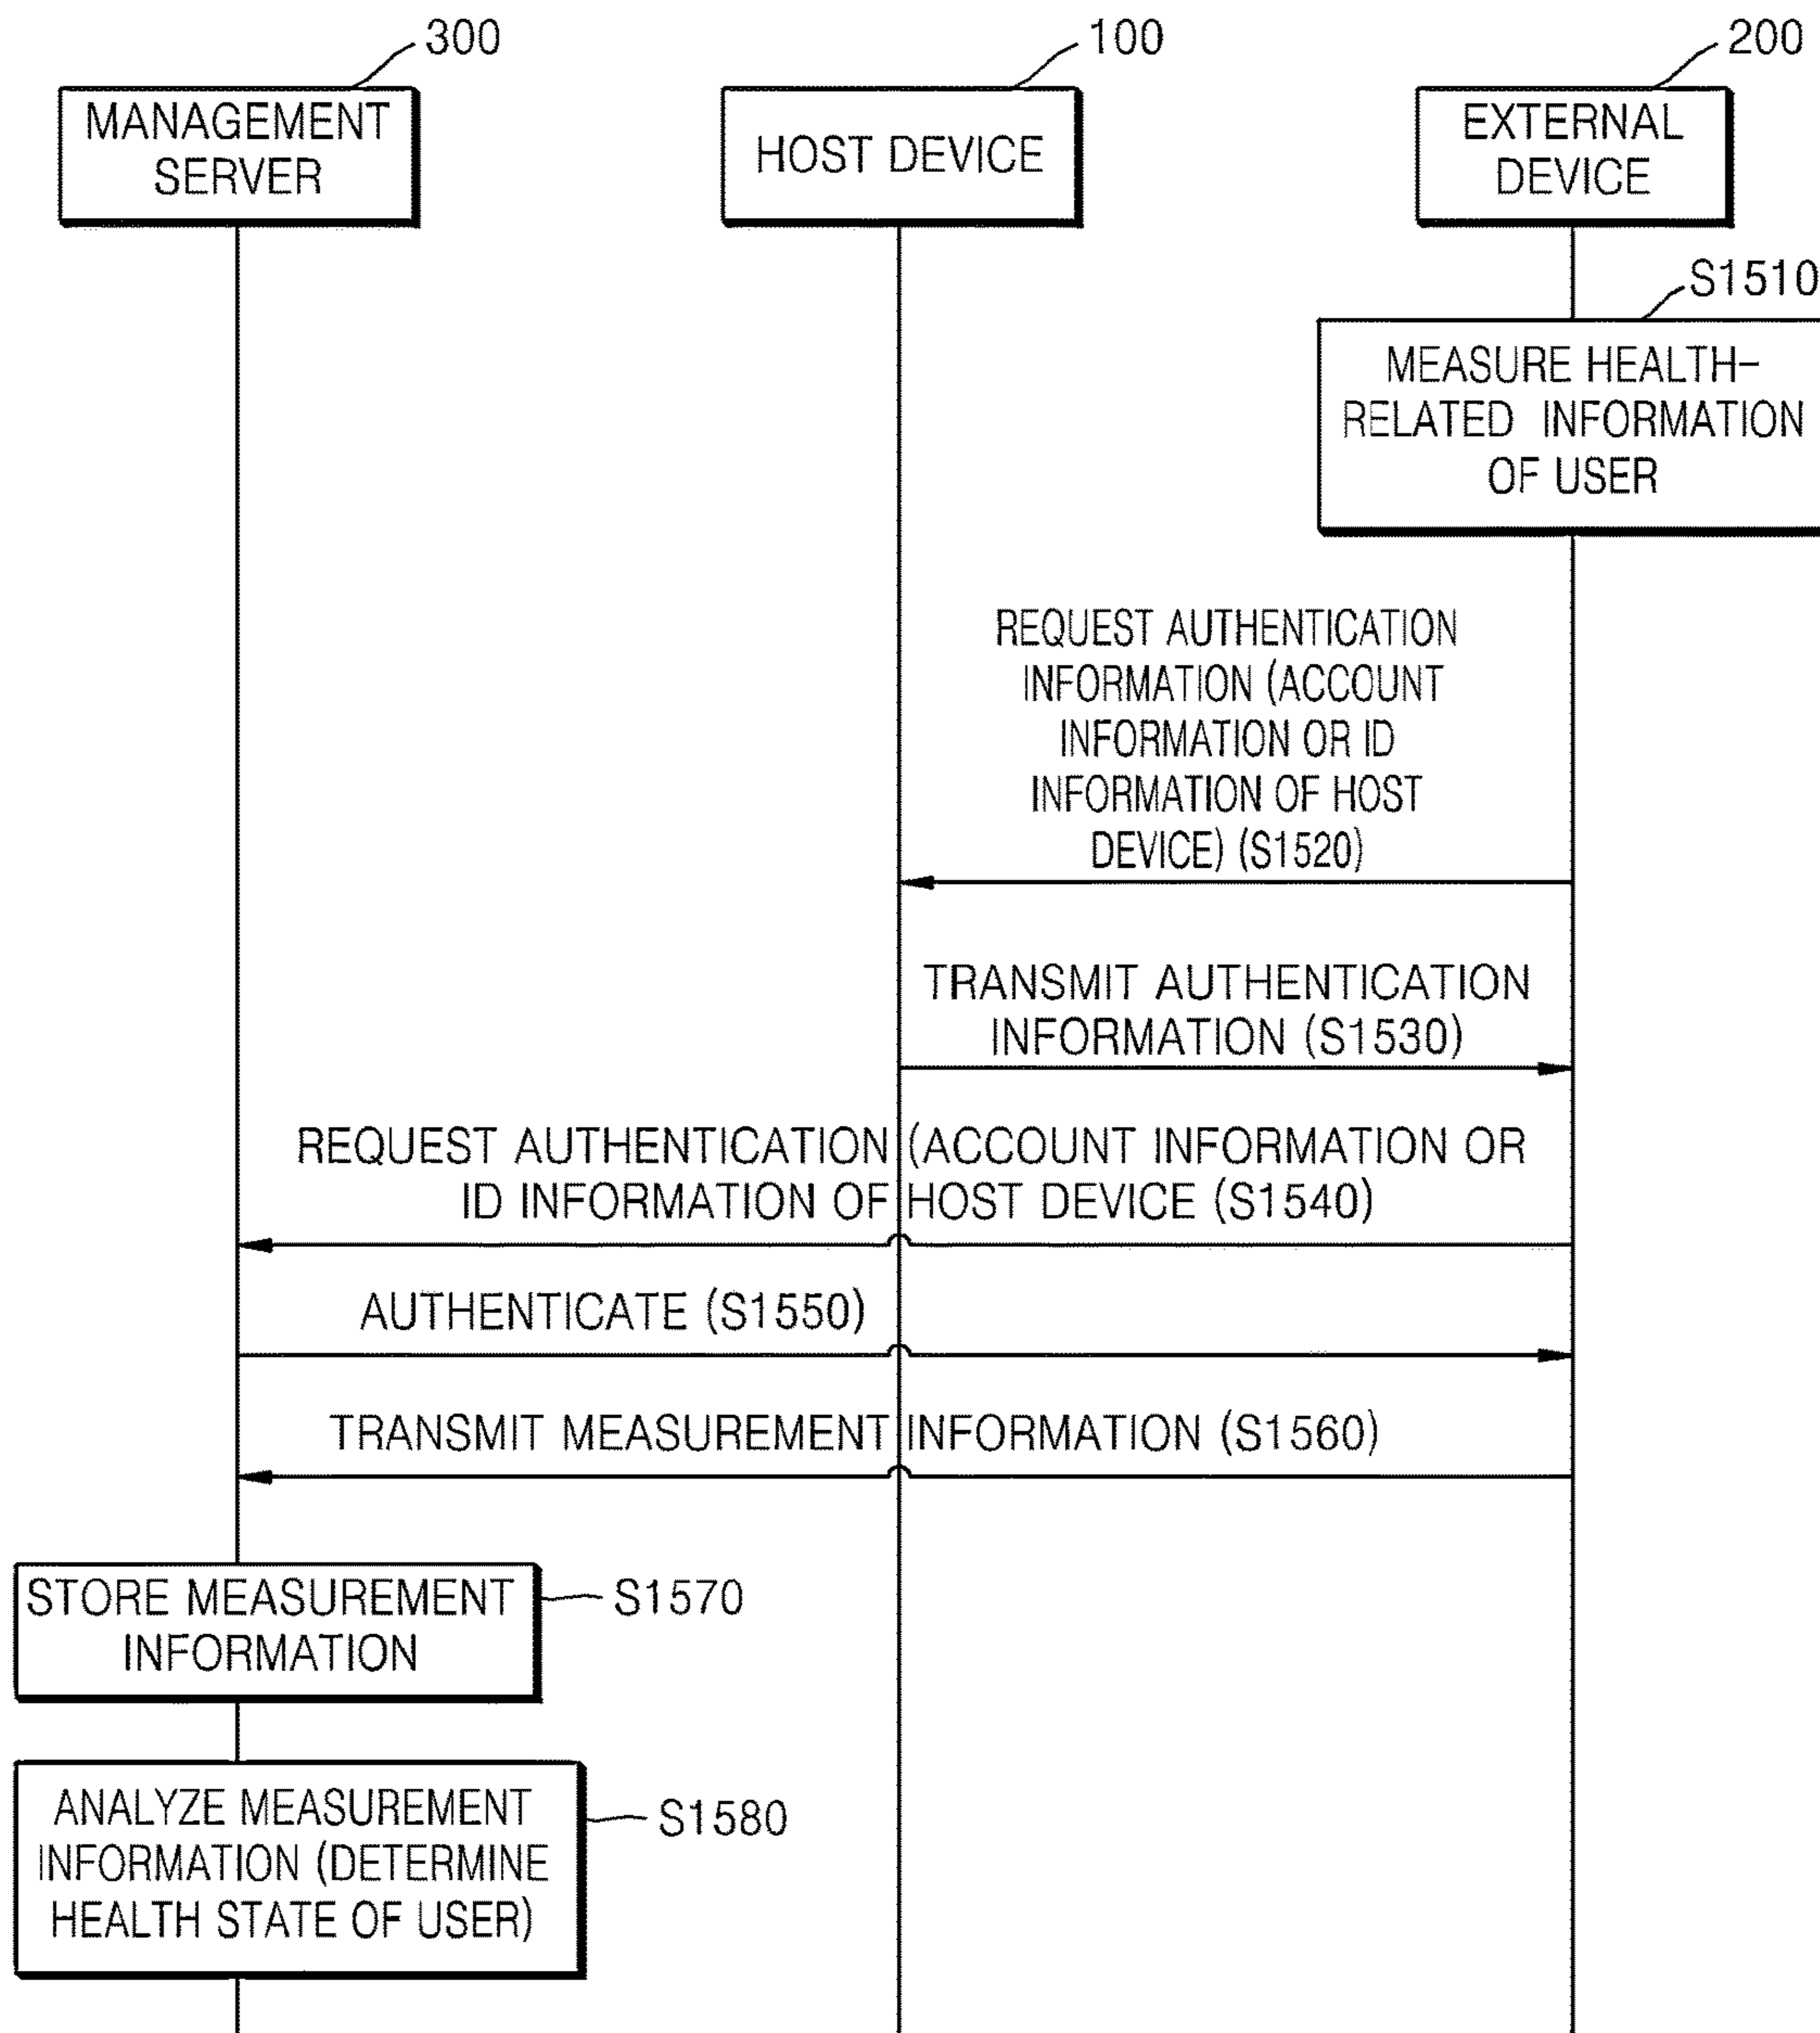 300
100
200
MANAGEMENT
SERVER
HOST DEVICE
EXTERNAL
DEVICE
S1510
MEASURE HEALTH-
RELATED INFORMATION
OF USER
REQUEST AUTHENTICATION
INFORMATION (ACCOUNT
INFORMATION OR ID
INFORMATION OF HOST
DEVICE) (S1520)
TRANSMIT AUTHENTICATION
INFORMATION (S1530)
REQUEST AUTHENTICATION (ACCOUNT INFORMATION OR
ID INFORMATION OF HOST DEVICE (S1540)
AUTHENTICATE (S1550)
TRANSMIT MEASUREMENT INFORMATION (S1560)
STORE MEASUREMENT
INFORMATION
S1570
ANALYZE MEASUREMENT
INFORMATION (DETERMINE
HEALTH STATE OF USER)
S1580